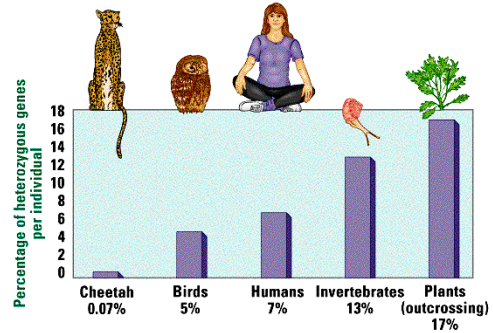 Percentage of heterozygous genes
per individual
18
16
14
12
10
8
6
4
2
0
Cheetah
0.07%
Birds
5%
Humans
7%
Invertebrates
13%
Plants
(outcrossing)
17%